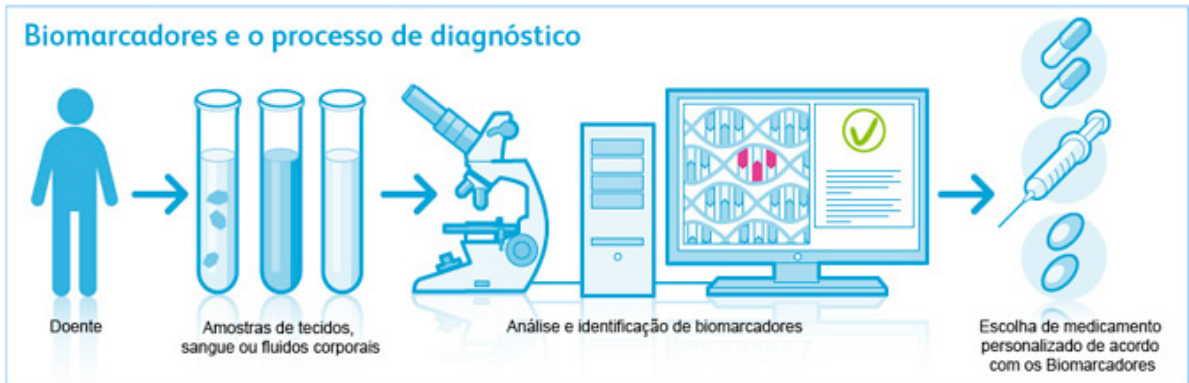 Biomarcadores e o processo de diagnóstico
Doente
Amostras de tecidos,
sangue ou fluidos corporais
Análise e identificação de biomarcadores
Escolha de medicamento
personalizado de acordo
com os Biomarcadores